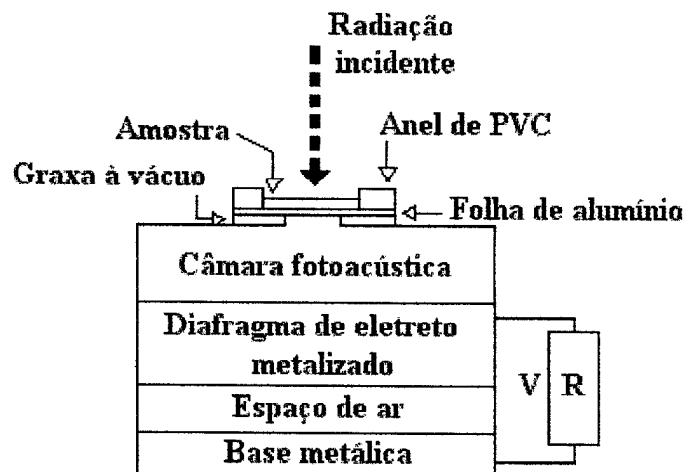 Radiação
incidente
Amostra
Anel de PVC
Graxa à vácuo
Folha de alumínio
Câmara fotoacústica
Diafragma de eletreto
metalizado
V R
Espaço de ar
Base metálica